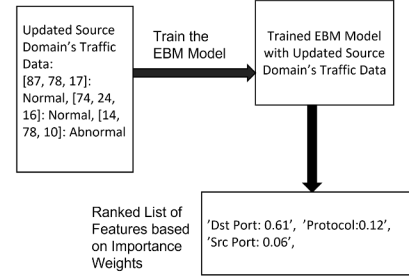 Updated Source
Domain's Traffic
Data:
[87, 78, 17]:
Normal, [74, 24,
16]: Normal, [14,
78, 10]: Abnormal
Train the
EBM Model
Trained EBM Model
with Updated Source
Domain's Traffic Data
Ranked List of
Features based
on Importance
Weights
'Dst Port: 0.61', 'Protocol:0.12',
'Src Port: 0.06',